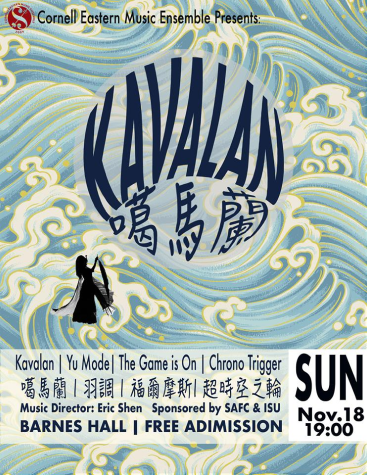 Cornell Eastern Music Ensemble Presents:
KAVALAN
噶馬蘭
Kavalan | Yu Mode| The Game is On | Chrono Trigger
噶馬蘭 | 羽調 | 福爾摩斯| 超時空之輪
Music Director: Eric Shen Sponsored by SAFC & ISU
BARNES HALL | FREE ADIMISSION
SUN
Nov.18
19:00